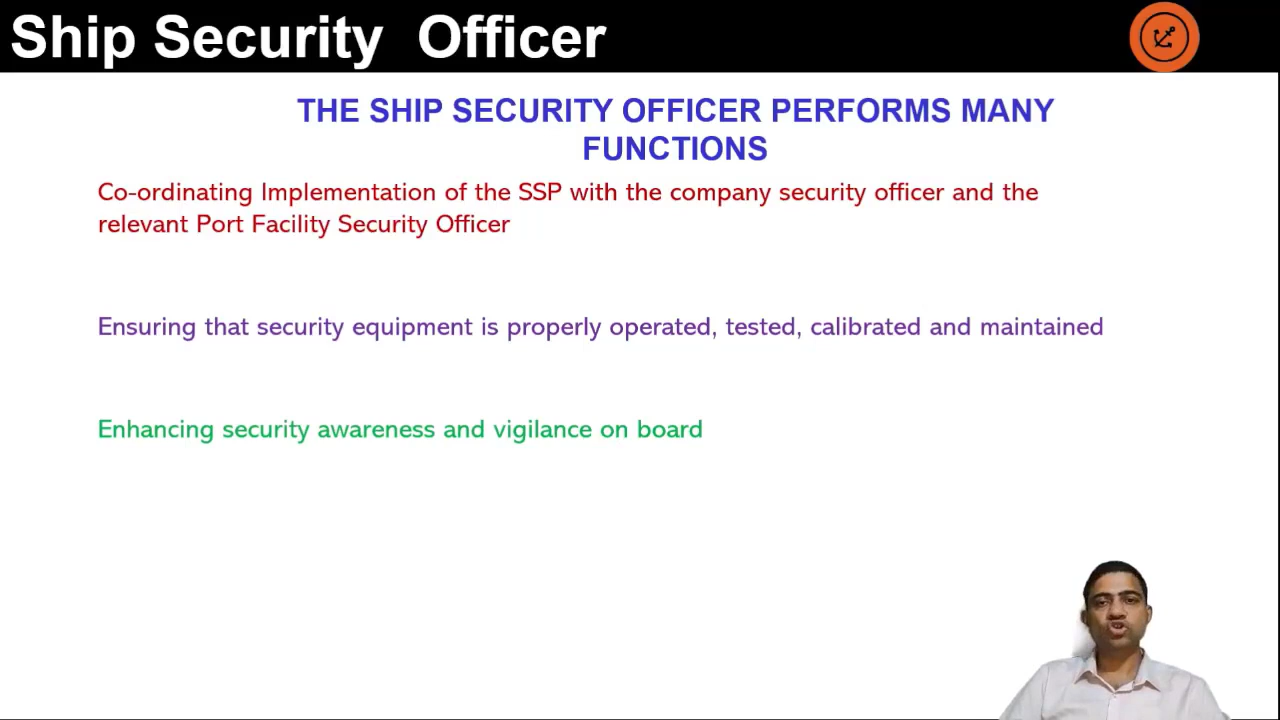 Ship Security Officer
THE SHIP SECURITY OFFICER PERFORMS MANY
FUNCTIONS
Co-ordinating Implementation of the SSP with the company security officer and the
relevant Port Facility Security Officer
Ensuring that security equipment is properly operated, tested, calibrated and maintained
Enhancing security awareness and vigilance on board